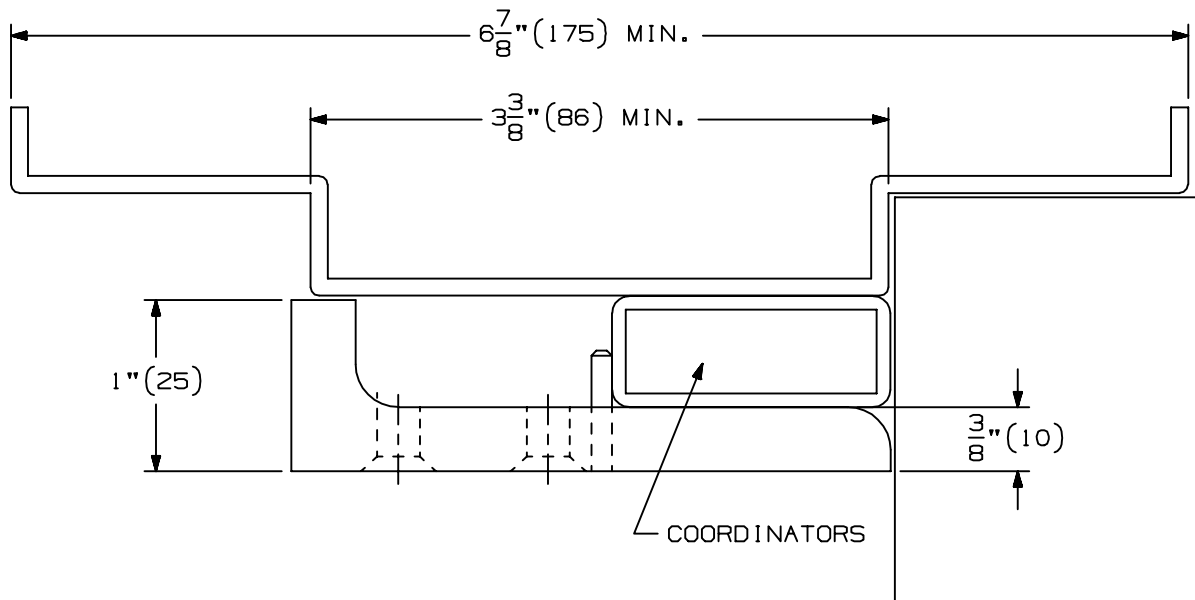 6 7/8"(175) MIN.
3 3/8"(86) MIN.
1"(25)
3/8"(10)
COORDINATORS